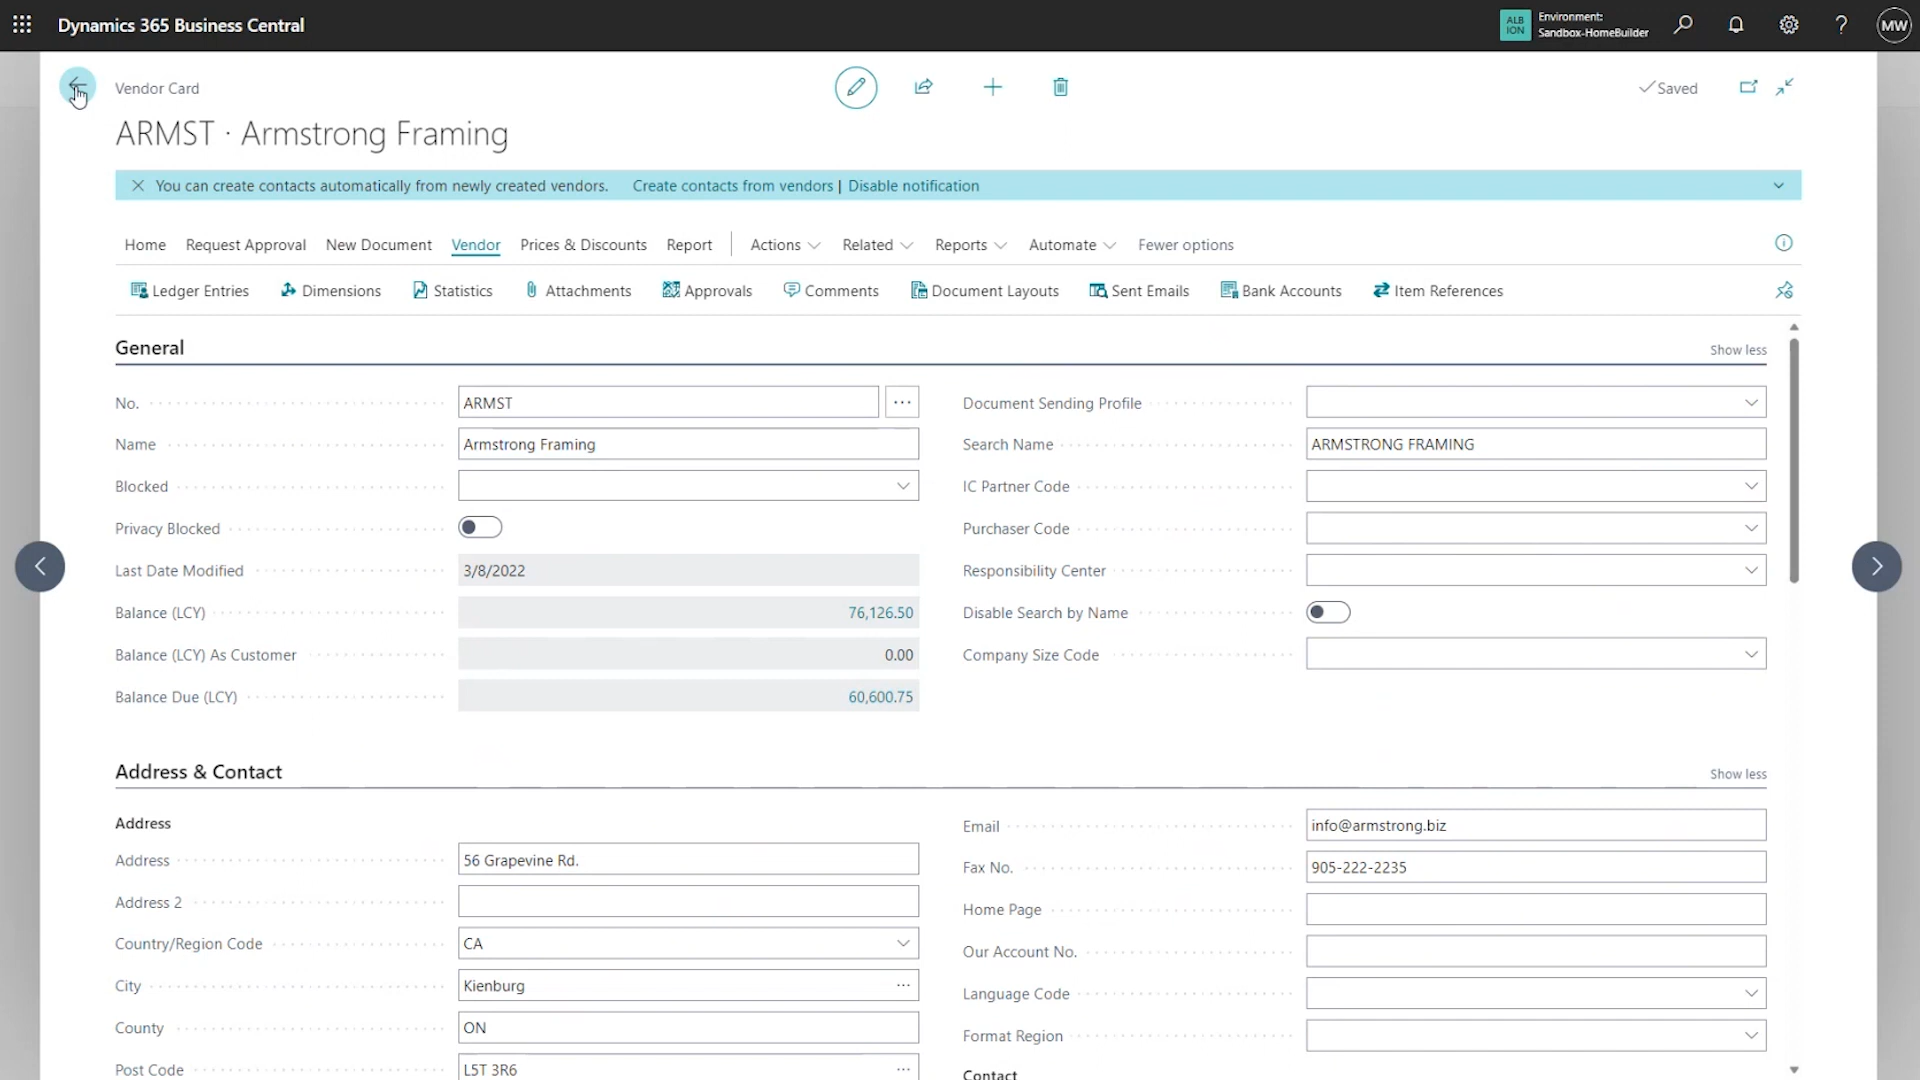 Dynamics 365 Business Central
ALB
ION
Environment:
Sandbox-HomeBuilder
MW
Vendor Card
Saved
ARMST · Armstrong Framing
You can create contacts automatically from newly created vendors. Create contacts from vendors | Disable notification
Home Request Approval New Document Vendor Prices & Discounts Report Actions Related Reports Automate Fewer options
Ledger Entries Dimensions Statistics Attachments Approvals Comments Document Layouts Sent Emails Bank Accounts Item References
General
Show less
No. ARMST ...
Document Sending Profile
Name Armstrong Framing
Search Name ARMSTRONG FRAMING
Blocked
IC Partner Code
Privacy Blocked
Purchaser Code
Last Date Modified 3/8/2022
Responsibility Center
Balance (LCY) 76,126.50
Disable Search by Name
Balance (LCY) As Customer 0.00
Company Size Code
Balance Due (LCY) 60,600.75
Address & Contact
Show less
Address
Email info@armstrong.biz
Address 56 Grapevine Rd.
Fax No. 905-222-2235
Address 2
Home Page
Country/Region Code CA
Our Account No.
City Kienburg ...
Language Code
County ON
Format Region
Post Code L5T 3R6 ...
Contact